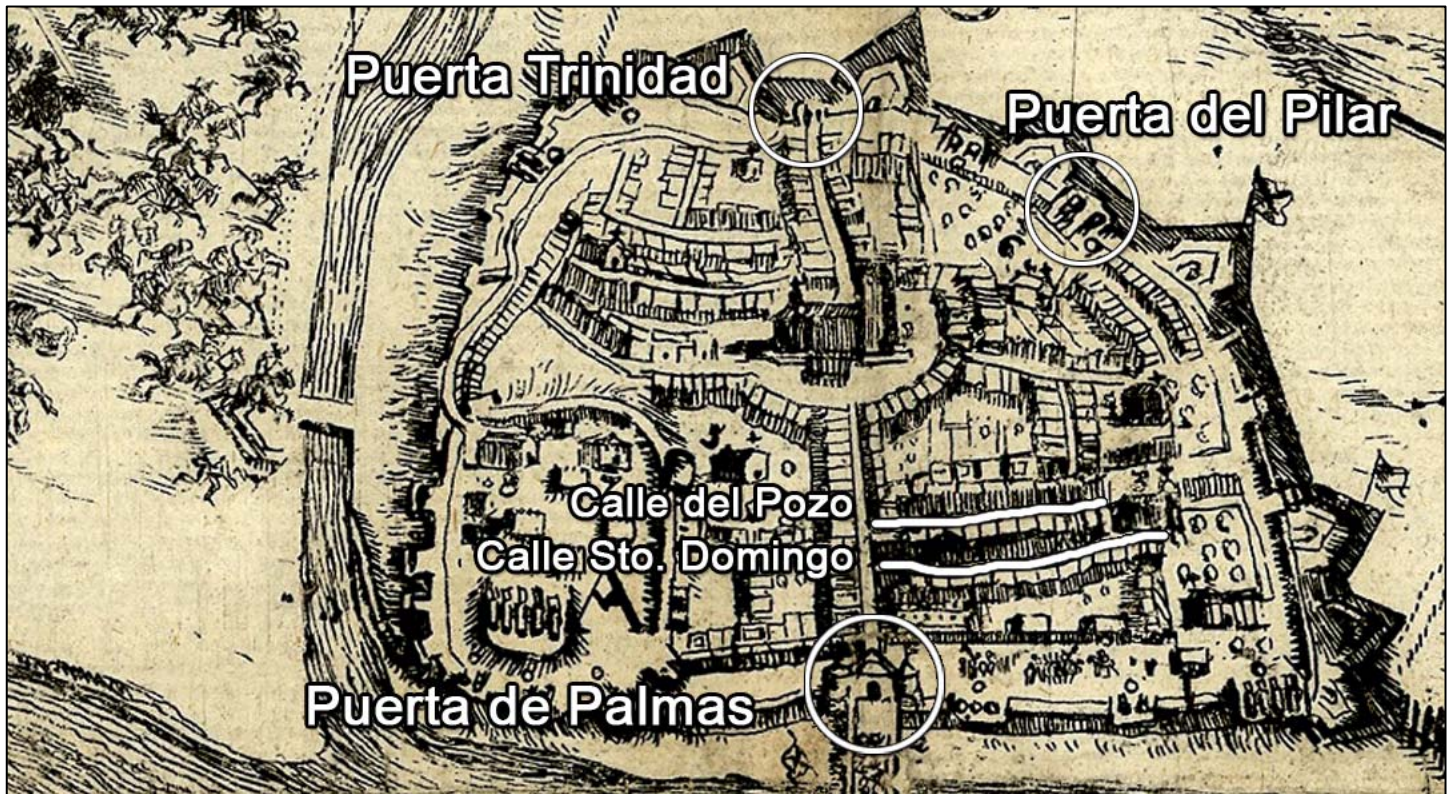 Puerta Trinidad
Puerta del Pilar
Calle del Pozo
Calle Sto. Domingo
Puerta de Palmas